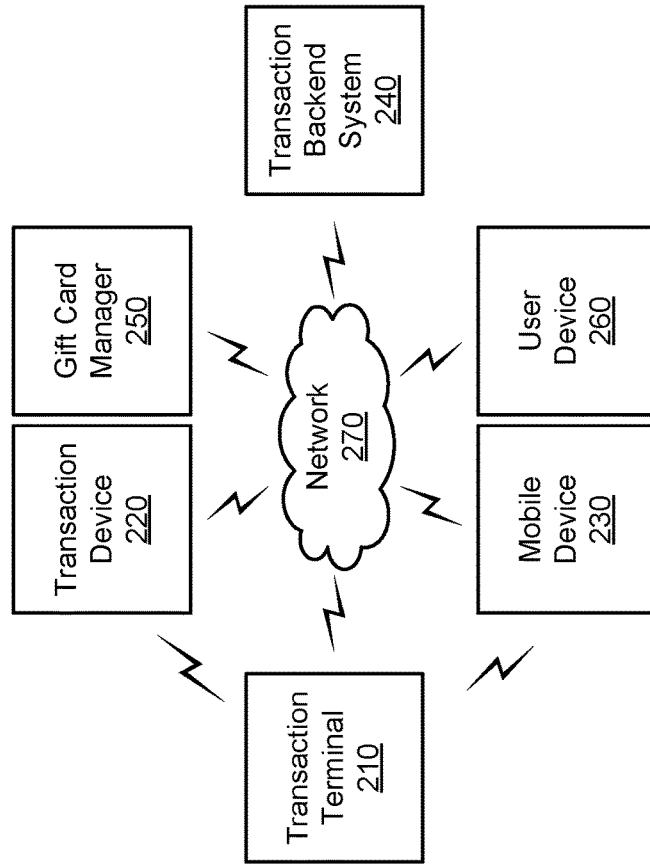 Transaction
Device
220
Gift Card
Manager
250
Transaction
Terminal
210
Network
270
Transaction
Backend
System
240
Mobile
Device
230
User
Device
260